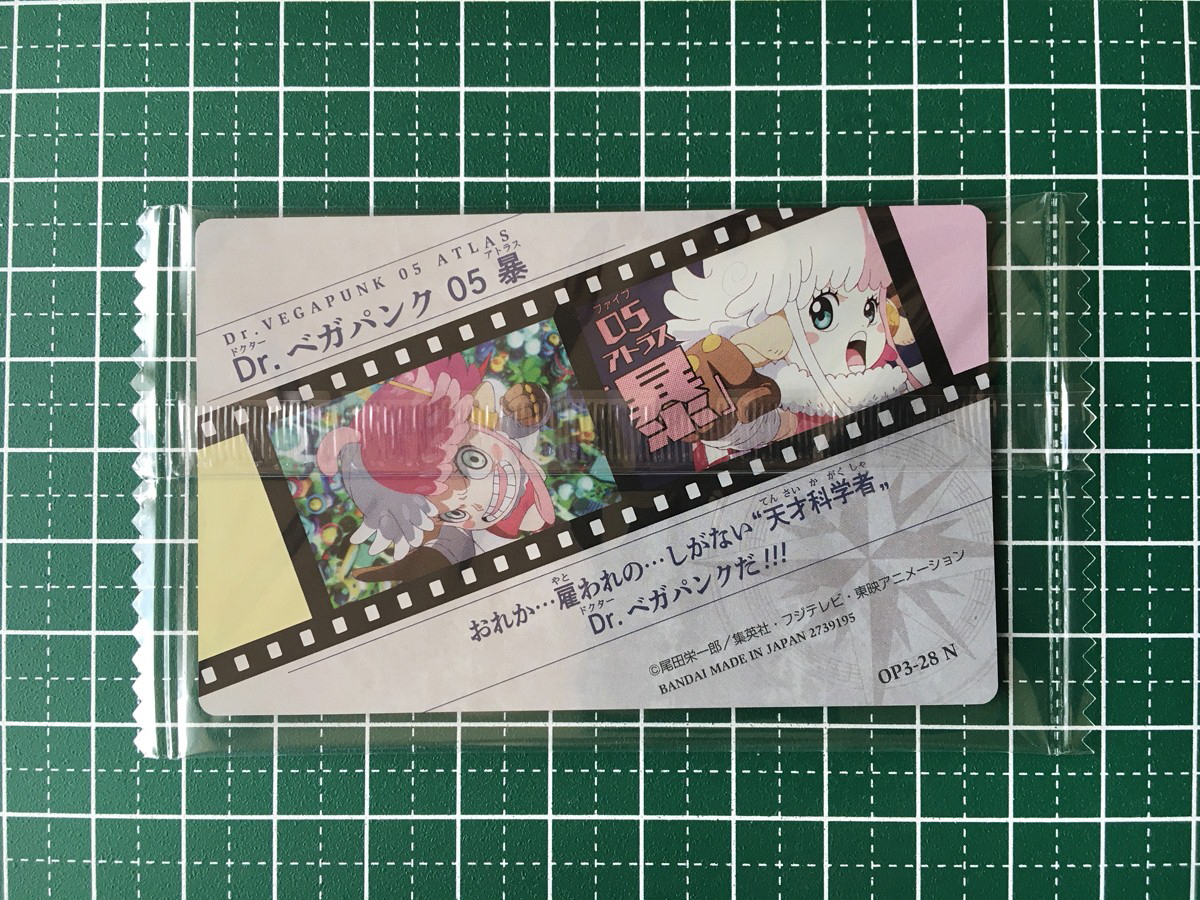 Dr.VEGAPUNK 05 ATLAS
ドクター アトラス
Dr. ベガパンク 05 暴
ファイブ
05
アトラス
暴
てんさいかがくしゃ
やと
おれか…雇われの…しがない“天才科学者„
ドクター
Dr. ベガパンクだ!!!
©尾田栄一郎/集英社・フジテレビ・東映アニメーション
BANDAI MADE IN JAPAN 2739195
OP3-28 N